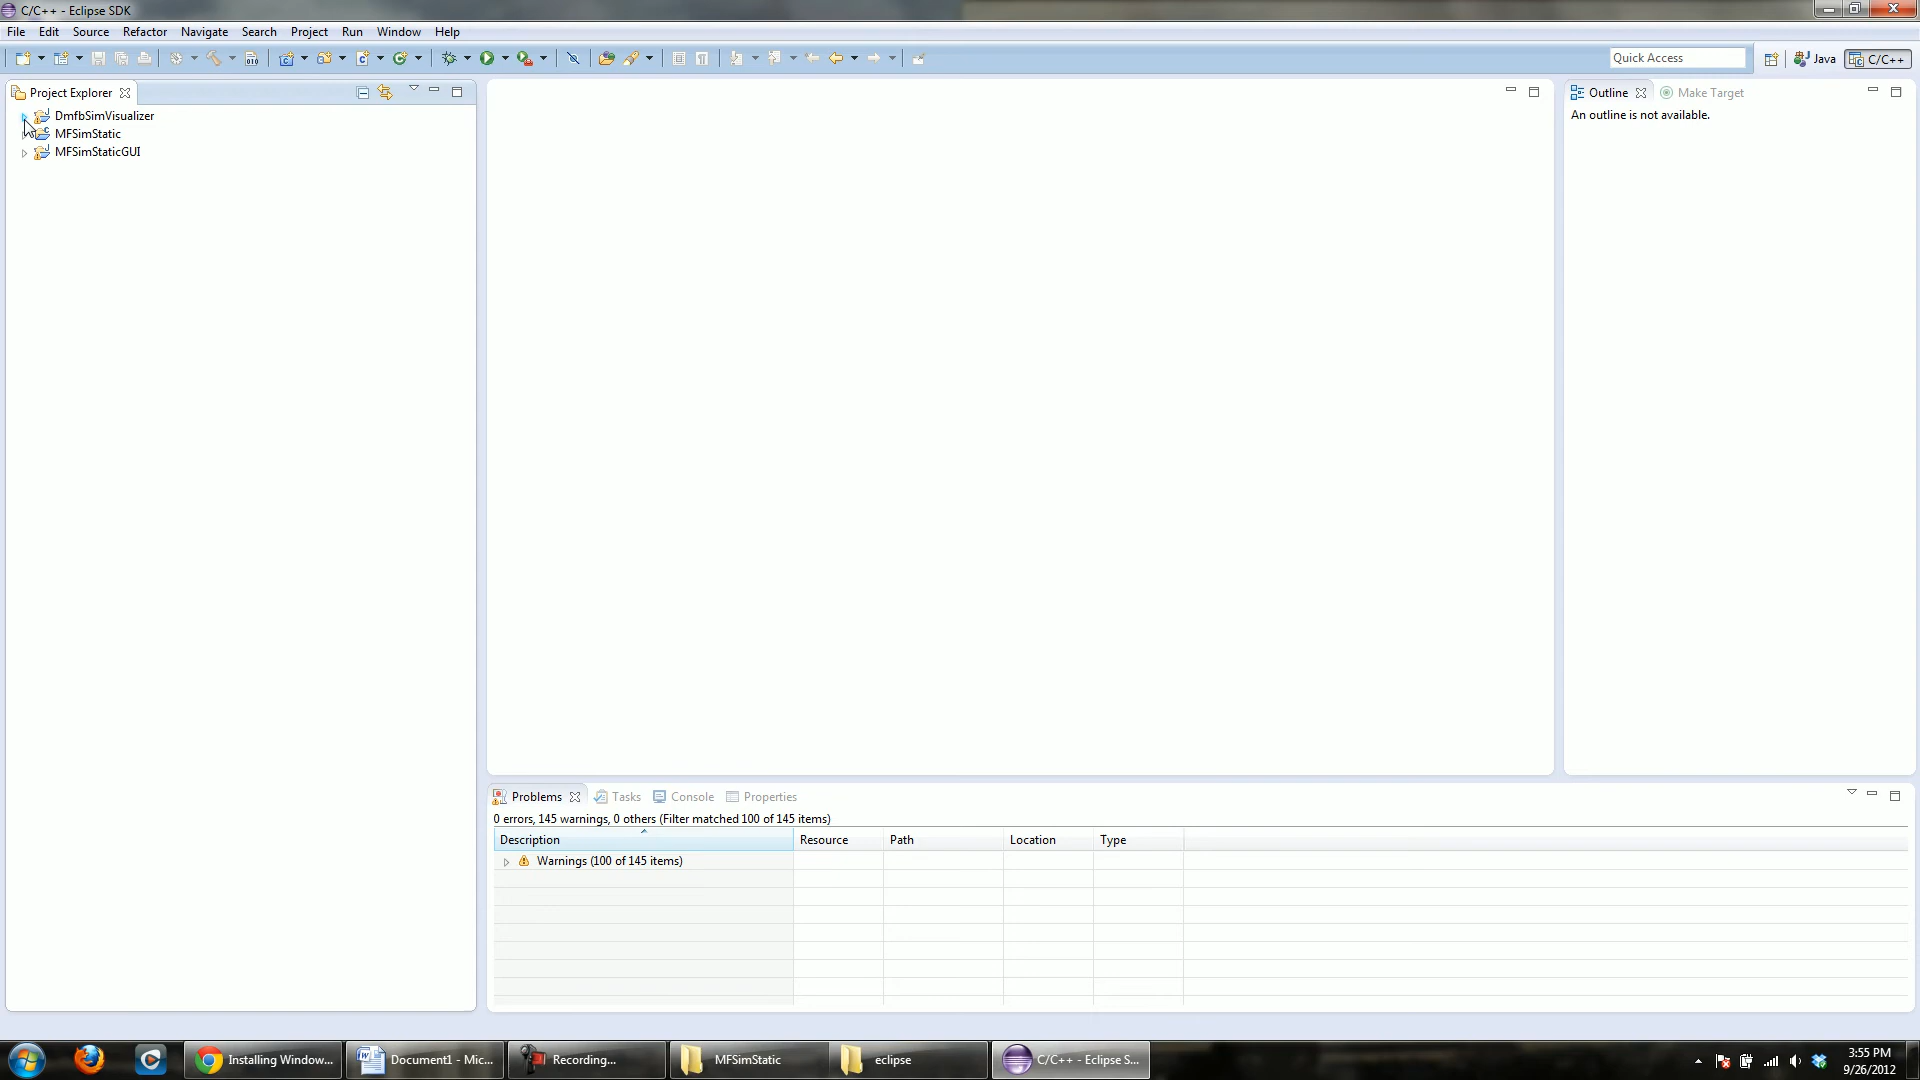 C/C++ - Eclipse SDK
File Edit Source Refactor Navigate Search Project Run Window Help
Quick Access Java C/C++
Project Explorer
DmfbSimVisualizer
MFSimStatic
MFSimStaticGUI
Outline Make Target
An outline is not available.
Problems Tasks Console Properties
0 errors, 145 warnings, 0 others (Filter matched 100 of 145 items)
Description Resource Path Location Type
Warnings (100 of 145 items)
Installing Window... Document1 - Mic... Recording... MFSimStatic eclipse C/C++ - Eclipse S...
3:55 PM
9/26/2012